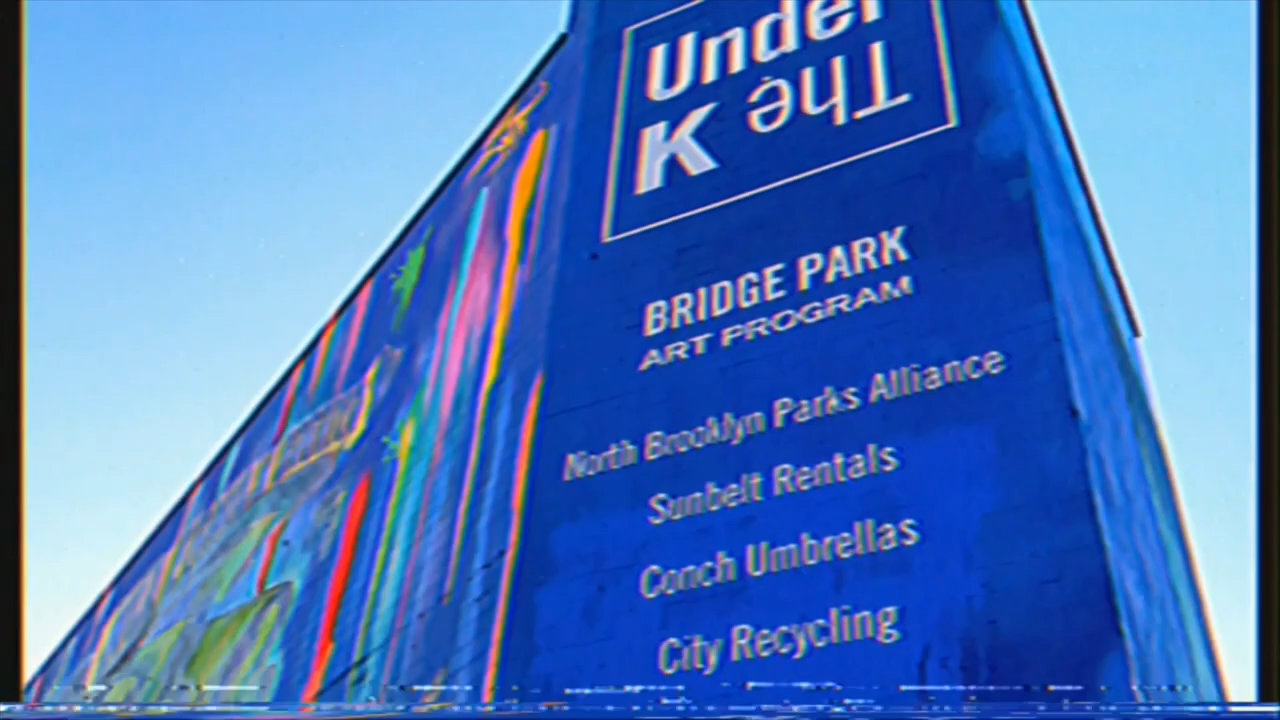 Under
The K
BRIDGE PARK
ART PROGRAM
North Brooklyn Parks Alliance
Sunbelt Rentals
Conch Umbrellas
City Recycling